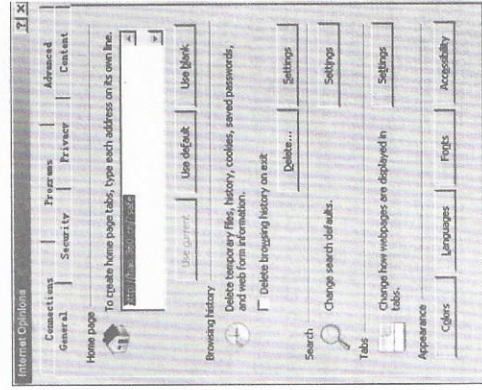 Internet Opinions ? X
Connections Programs Advanced
General Security Privacy Content
Home page
To create home page tabs, type each address on its own line.
Use current Use default Use blank
Browsing history
Delete temporary files, history, cookies, saved passwords,
and web form information.
Delete browsing history on exit
Delete... Settings
Search
Change search defaults. Settings
Tabs
Change how webpages are displayed in
tabs. Settings
Appearance
Colors Languages Fonts Accessibility